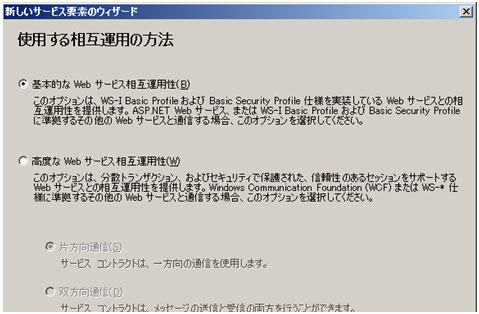 新しいサービス要素のウィザード
使用する相互運用の方法
基本的な Web サービス相互運用性(B)
このオプションは、WS-I Basic Profile および Basic Security Profile 仕様を実装している Web サービスとの相
互運用性を提供します。ASP.NET Web サービス、または WS-I Basic Profile および Basic Security Profile
に準拠するその他の Web サービスと通信する場合、このオプションを選択してください。
高度な Web サービス相互運用性(W)
このオプションは、分散トランザクション、およびセキュリティで保護された、信頼性のあるセッションをサポートする
Web サービスとの相互運用性を提供します。Windows Communication Foundation (WCF) または WS-* 仕
様に準拠するその他の Web サービスと通信する場合、このオプションを選択してください。
片方向通信(S)
サービス コントラクトは、一方向の通信を使用します。
双方向通信(D)
サービス コントラクトは、メッセージの送信と受信の両方を行うことができます。